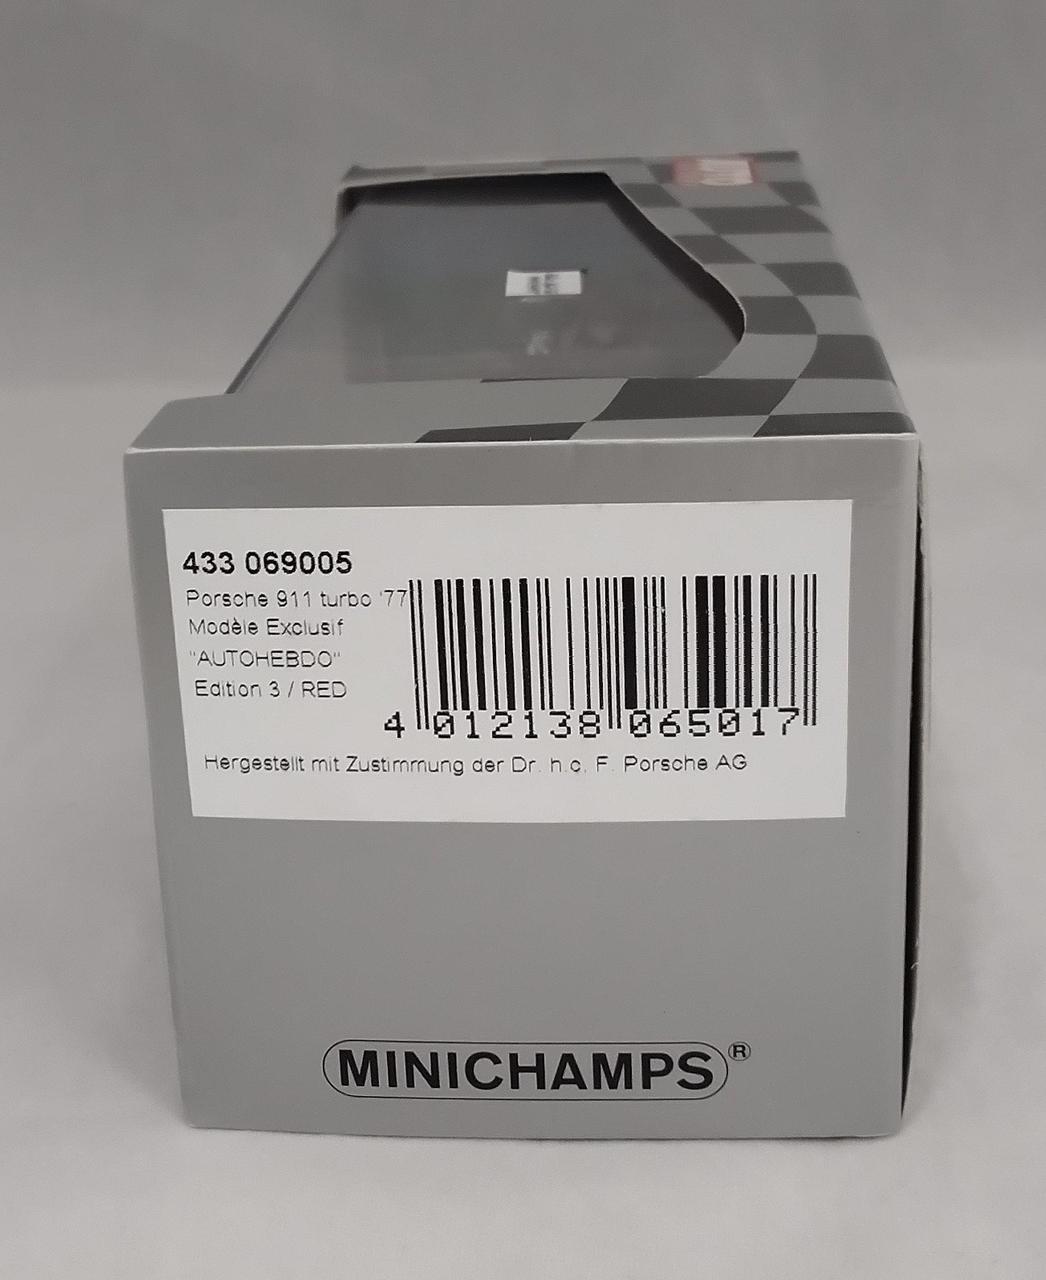 433 069005
Porsche 911 turbo '77
Modèle Exclusif
"AUTOHEBDO"
Edition 3 / RED
4 012138 065017
Hergestellt mit Zustimmung der Dr. h.c. F. Porsche AG
MINICHAMPS®